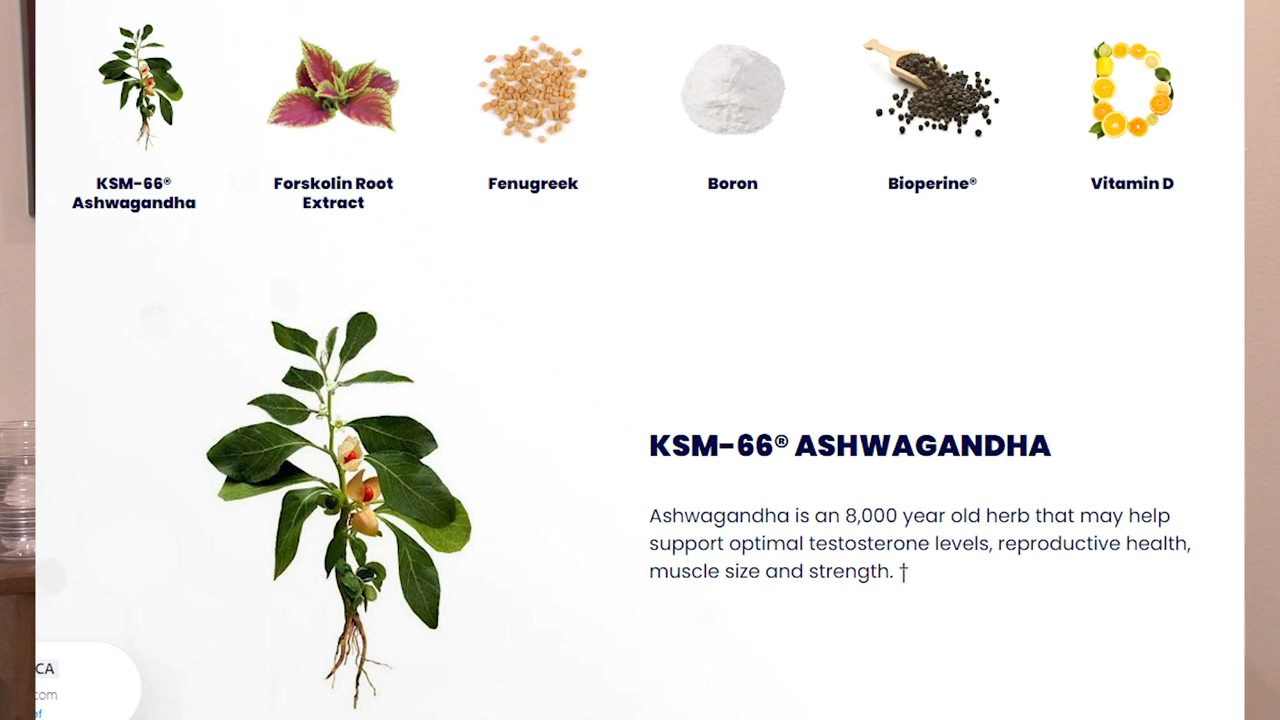 KSM-66®
Ashwagandha
Forskolin Root
Extract
Fenugreek
Boron
Bioperine®
Vitamin D
KSM-66® ASHWAGANDHA
Ashwagandha is an 8,000 year old herb that may help
support optimal testosterone levels, reproductive health,
muscle size and strength. †
CA
.com
of